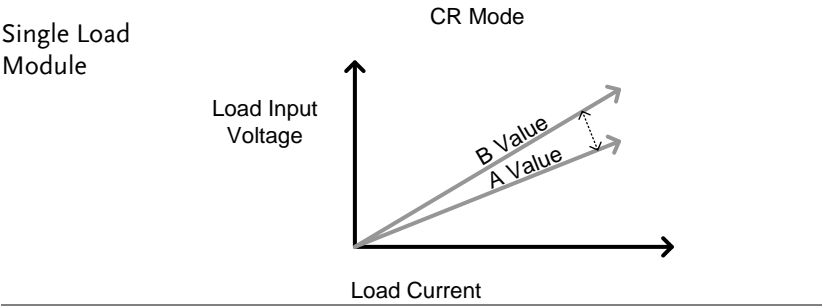 CR Mode
Single Load
Module
Load Input
Voltage
B Value
A Value
Load Current